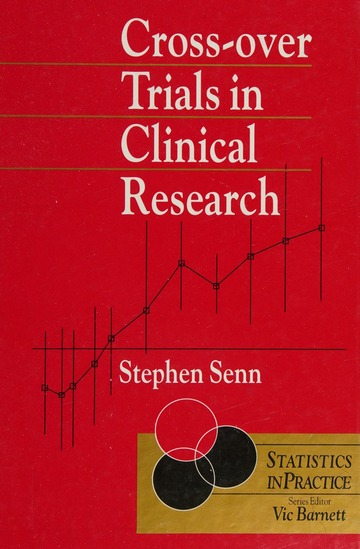 Cross-over
Trials in
Clinical
Research
Stephen Senn
STATISTICS
IN PRACTICE
Series Editor
Vic Barnett